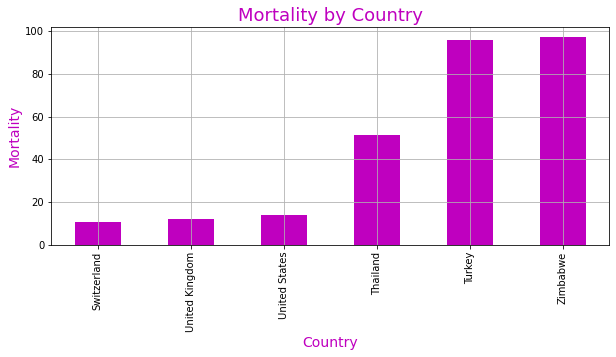 Mortality by Country
Mortality
100
80
60
40
20
0
Switzerland
United Kingdom
United States
Thailand
Turkey
Zimbabwe
Country